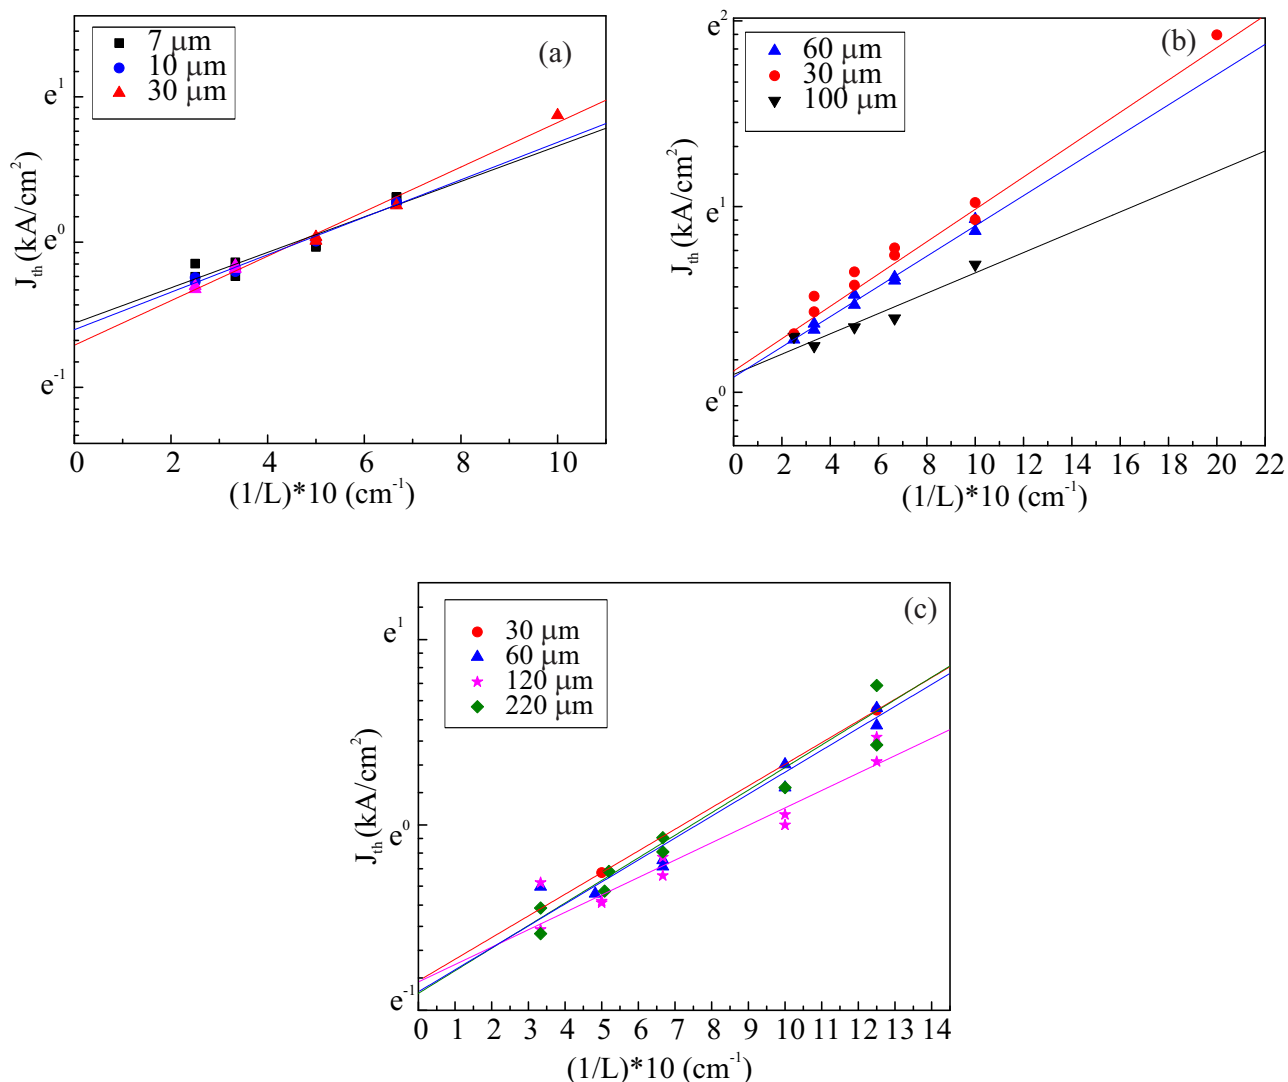 7 μm
10 μm
30 μm
(a)
e1
e0
e-1
Jth(kA/cm2)
0 2 4 6 8 10
(1/L)*10 (cm-1)
60 μm
30 μm
100 μm
(b)
e2
e1
e0
Jth(kA/cm2)
0 2 4 6 8 10 12 14 16 18 20 22
(1/L)*10 (cm-1)
30 μm
60 μm
120 μm
220 μm
(c)
e1
e0
e-1
Jth(kA/cm2)
0 1 2 3 4 5 6 7 8 9 10 11 12 13 14
(1/L)*10 (cm-1)